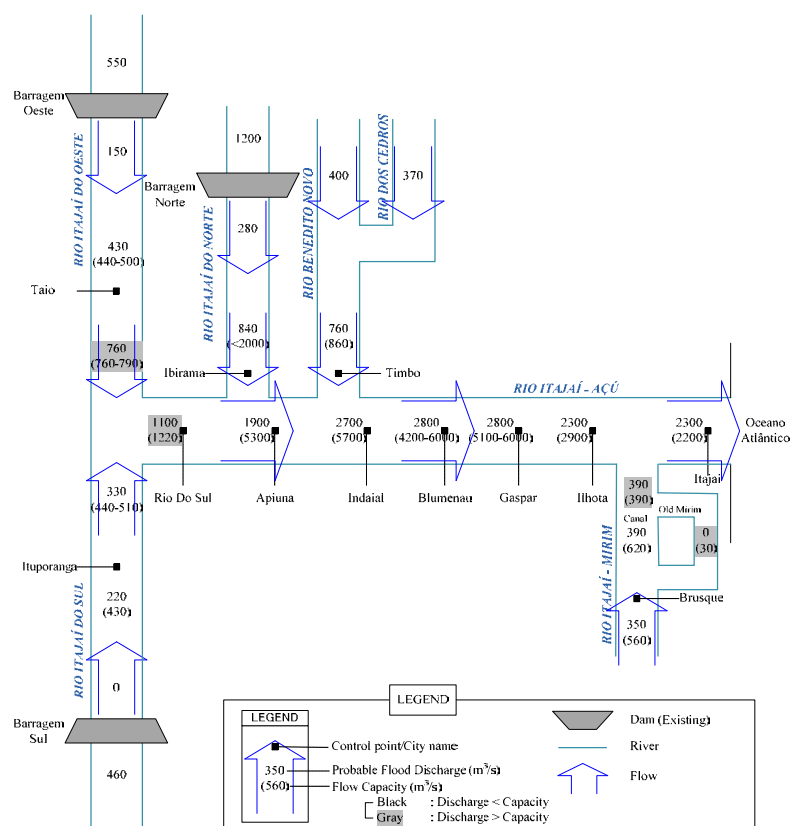 550
Barragem
Oeste
150
RIO ITAJAÍ DO OESTE
430
(440-500)
Taio
760
(760-790)
1200
Barragem
Norte
280
RIO ITAJAÍ DO NORTE
840
(<2000)
Ibirama
400
RIO BENEDITO NOVO
RIO DOS CEDROS
370
760
(860)
Timbo
RIO ITAJAÍ - AÇÚ
1100
(1220)
Rio Do Sul
1900
(5300)
Apiuna
2700
(5700)
Indaial
2800
(4200-6000)
Blumenau
2800
(5100-6000)
Gaspar
2300
(2900)
Ilhota
2300
(2200)
Itajai
Oceano
Atlântico
330
(440-510)
Ituporanga
220
(430)
RIO ITAJAÍ DO SUL
0
Barragem
Sul
460
390
(390)
Canal
390
(620)
Old Mirim
0
(30)
RIO ITAJAÍ - MIRIM
Brusque
350
(560)
LEGEND
LEGEND
Control point/City name
350
Probable Flood Discharge (m³/s)
(560)
Flow Capacity (m³/s)
Black : Discharge < Capacity
Gray : Discharge > Capacity
Dam (Existing)
River
Flow